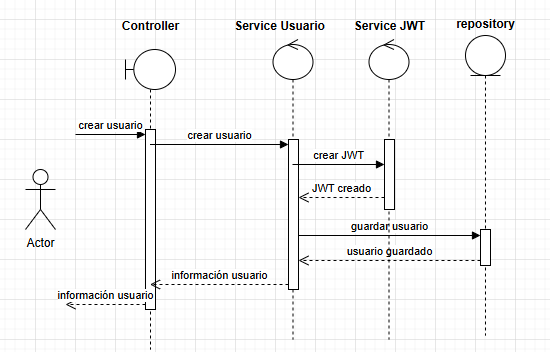 Controller
Service Usuario
Service JWT
repository
crear usuario
crear usuario
crear JWT
JWT creado
Actor
guardar usuario
usuario guardado
información usuario
información usuario